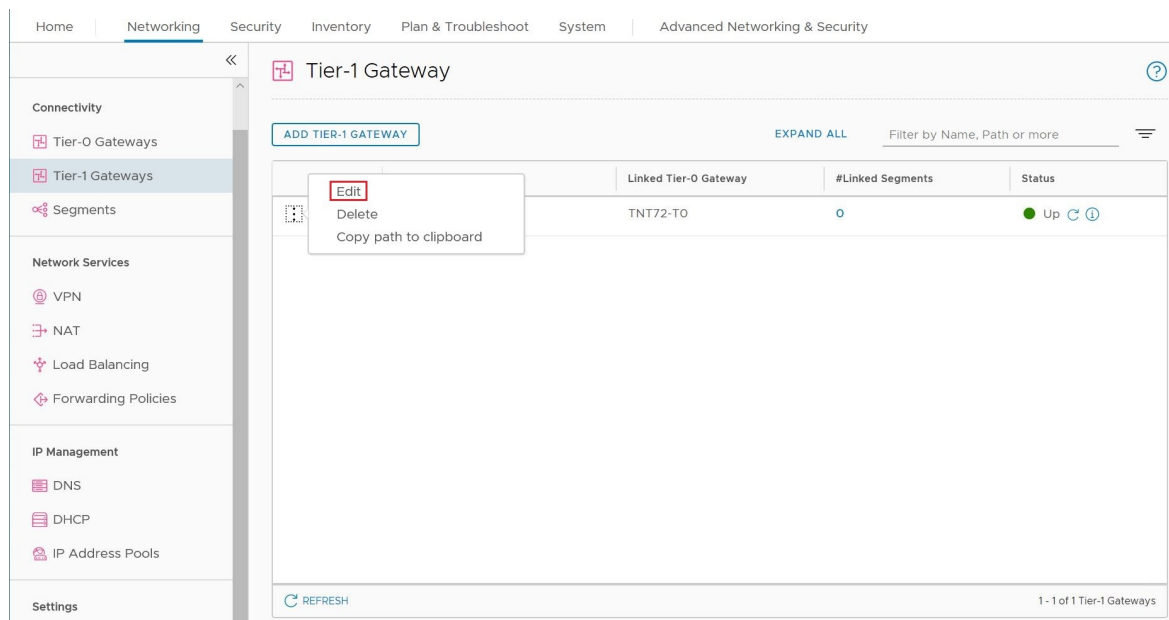 Home Networking Security Inventory Plan & Troubleshoot System Advanced Networking & Security
Tier-1 Gateway
Connectivity
Tier-0 Gateways
Tier-1 Gateways
Segments
Network Services
VPN
NAT
Load Balancing
Forwarding Policies
IP Management
DNS
DHCP
IP Address Pools
Settings
ADD TIER-1 GATEWAY EXPAND ALL Filter by Name, Path or more
Linked Tier-0 Gateway #Linked Segments Status
Edit
Delete
Copy path to clipboard
TNT72-T0 0 Up
REFRESH 1 - 1 of 1 Tier-1 Gateways